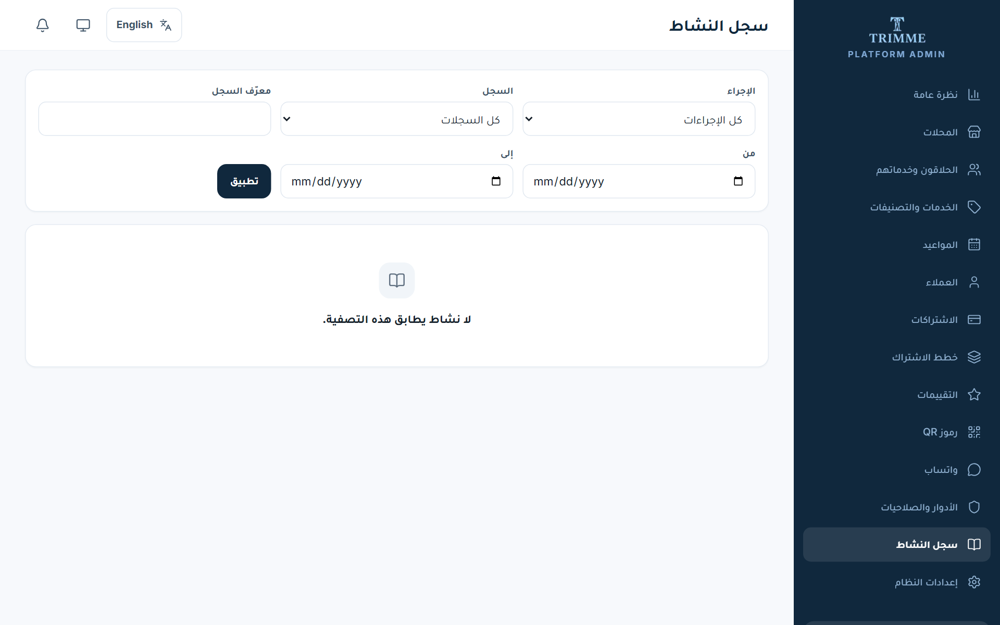 TRIMME
PLATFORM ADMIN
نظرة عامة
المحلات
الحلاقون وخدماتهم
الخدمات والتصنيفات
المواعيد
العملاء
الاشتراكات
خطط الاشتراك
التقييمات
رموز QR
واتساب
الأدوار والصلاحيات
سجل النشاط
إعدادات النظام
سجل النشاط
English
الإجراء
كل الإجراءات
السجل
كل السجلات
معرّف السجل
من
mm/dd/yyyy
إلى
mm/dd/yyyy
تطبيق
لا نشاط يطابق هذه التصفية.